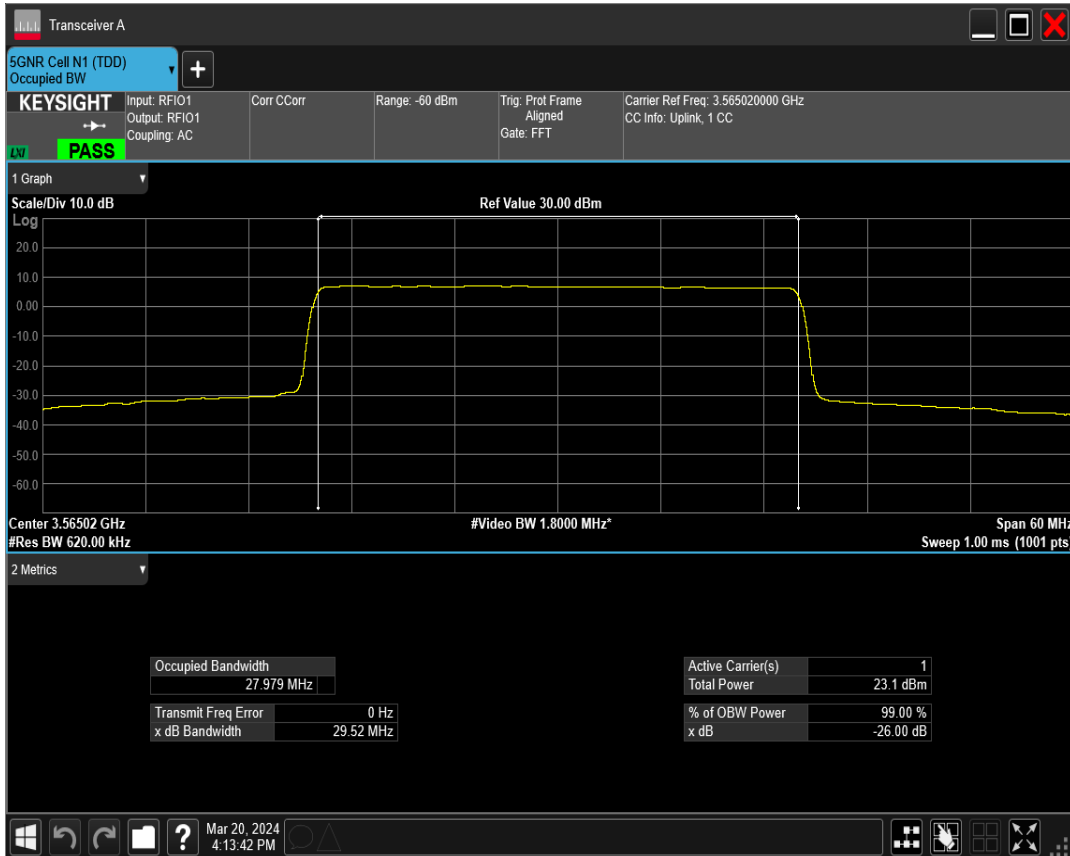 Transceiver A
5GNR Cell N1 (TDD)
Occupied BW
KEYSIGHT
LXI
PASS
Input: RFIO1
Output: RFIO1
Coupling: AC
Corr CCorr
Range: -60 dBm
Trig: Prot Frame
Aligned
Gate: FFT
Carrier Ref Freq: 3.565020000 GHz
CC Info: Uplink, 1 CC
1 Graph
Scale/Div 10.0 dB
Ref Value 30.00 dBm
Log
20.0
10.0
0.00
-10.0
-20.0
-30.0
-40.0
-50.0
-60.0
Center 3.56502 GHz
#Video BW 1.8000 MHz*
Span 60 MHz
#Res BW 620.00 kHz
Sweep 1.00 ms (1001 pts)
2 Metrics
Occupied Bandwidth
27.979 MHz
Transmit Freq Error 0 Hz
x dB Bandwidth 29.52 MHz
Active Carrier(s) 1
Total Power 23.1 dBm
% of OBW Power 99.00 %
x dB -26.00 dB
Mar 20, 2024
4:13:42 PM